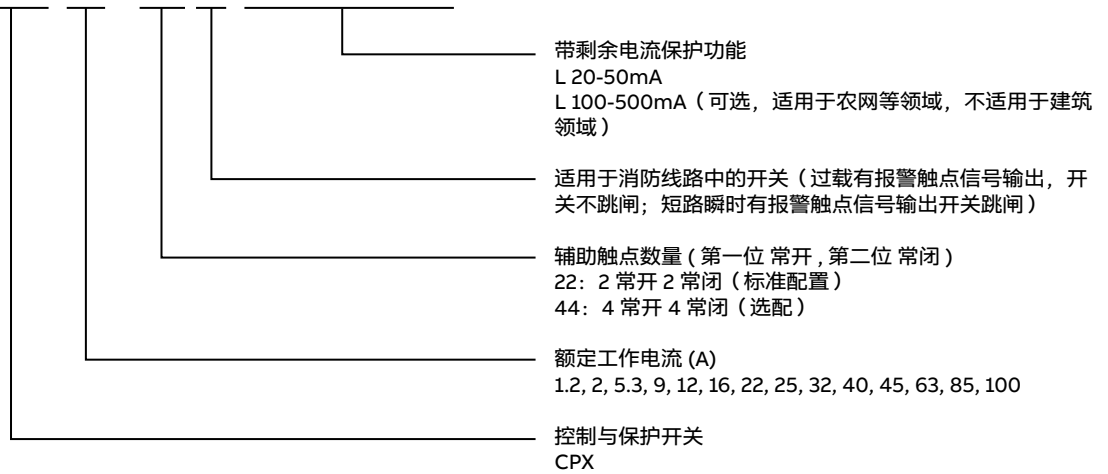 带剩余电流保护功能
L 20-50mA
L 100-500mA（可选，适用于农网等领域，不适用于建筑
领域）
适用于消防线路中的开关（过载有报警触点信号输出，开
关不跳闸；短路瞬时有报警触点信号输出开关跳闸）
辅助触点数量 ( 第一位 常开 , 第二位 常闭 )
22：2 常开 2 常闭（标准配置）
44：4 常开 4 常闭（选配）
额定工作电流 (A)
1.2, 2, 5.3, 9, 12, 16, 22, 25, 32, 40, 45, 63, 85, 100
控制与保护开关
CPX